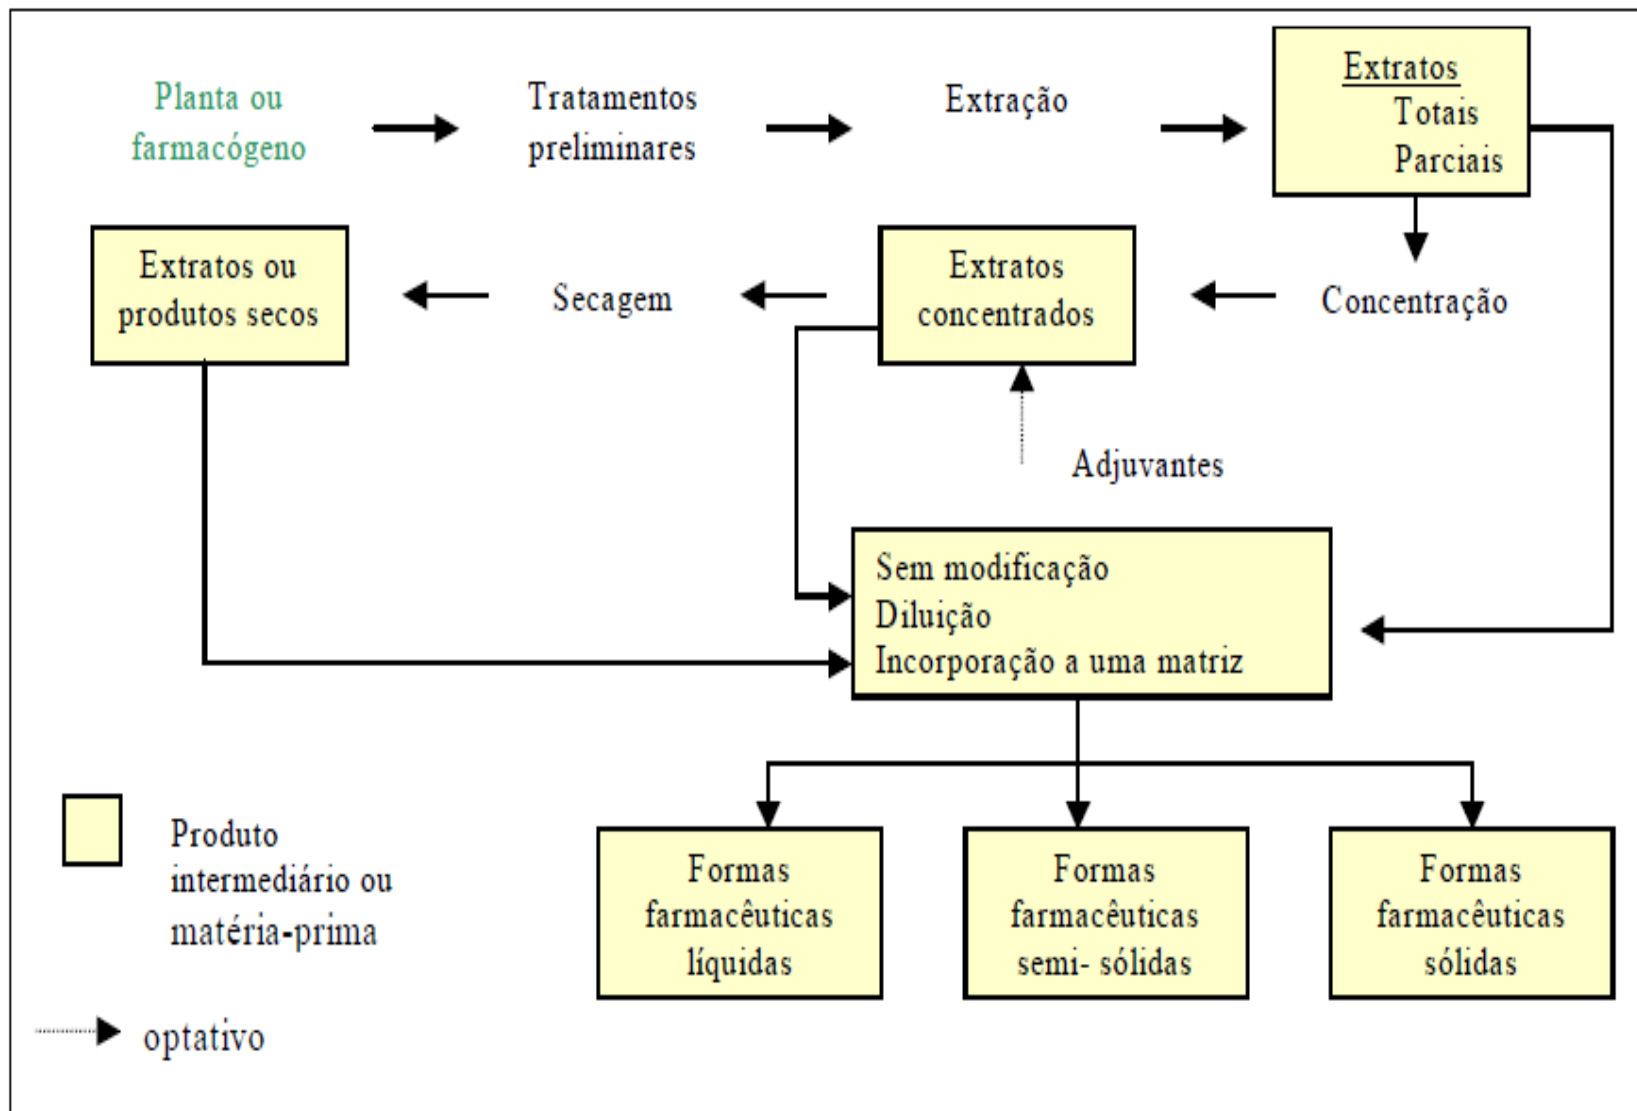 Planta ou
farmacógeno
Tratamentos
preliminares
Extração
Extratos
Totais
Parciais
Extratos ou
produtos secos
Secagem
Extratos
concentrados
Concentração
Adjuvantes
Sem modificação
Diluição
Incorporação a uma matriz
Produto
intermediário ou
matéria-prima
optativo
Formas
farmacêuticas
líquidas
Formas
farmacêuticas
semi- sólidas
Formas
farmacêuticas
sólidas